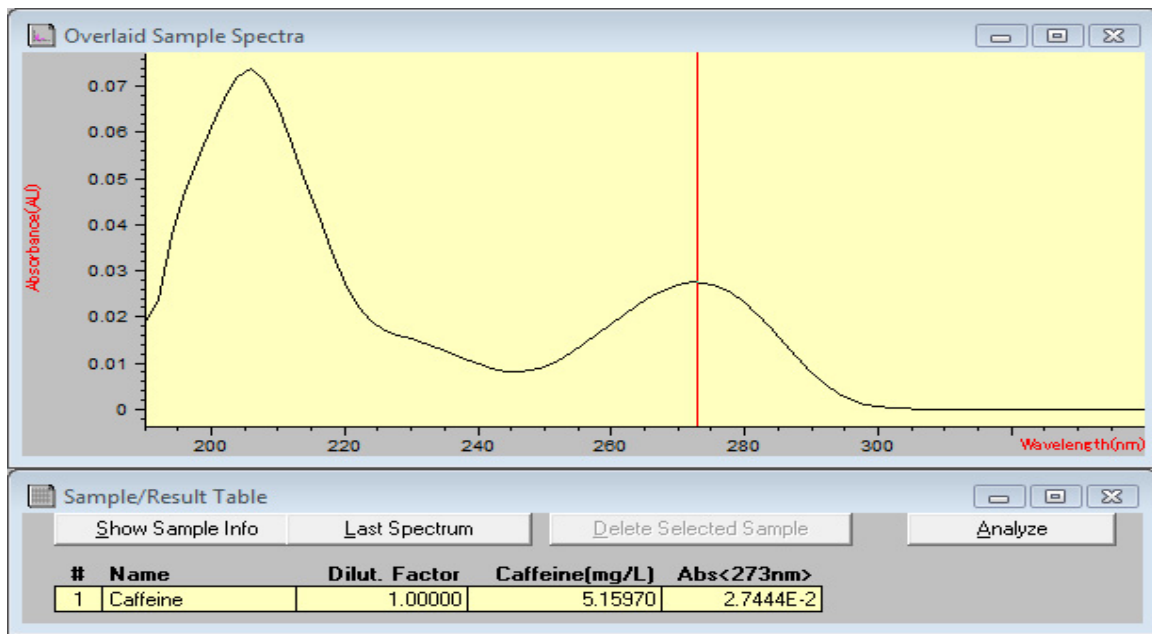 Overlaid Sample Spectra
Absorbance(AU)
0.07
0.06
0.05
0.04
0.03
0.02
0.01
0
200 220 240 260 280 300 Wavelength(nm)
Sample/Result Table
Show Sample Info Last Spectrum Delete Selected Sample Analyze
# Name Dilut. Factor Caffeine(mg/L) Abs<273nm>
1 Caffeine 1.00000 5.15970 2.7444E-2